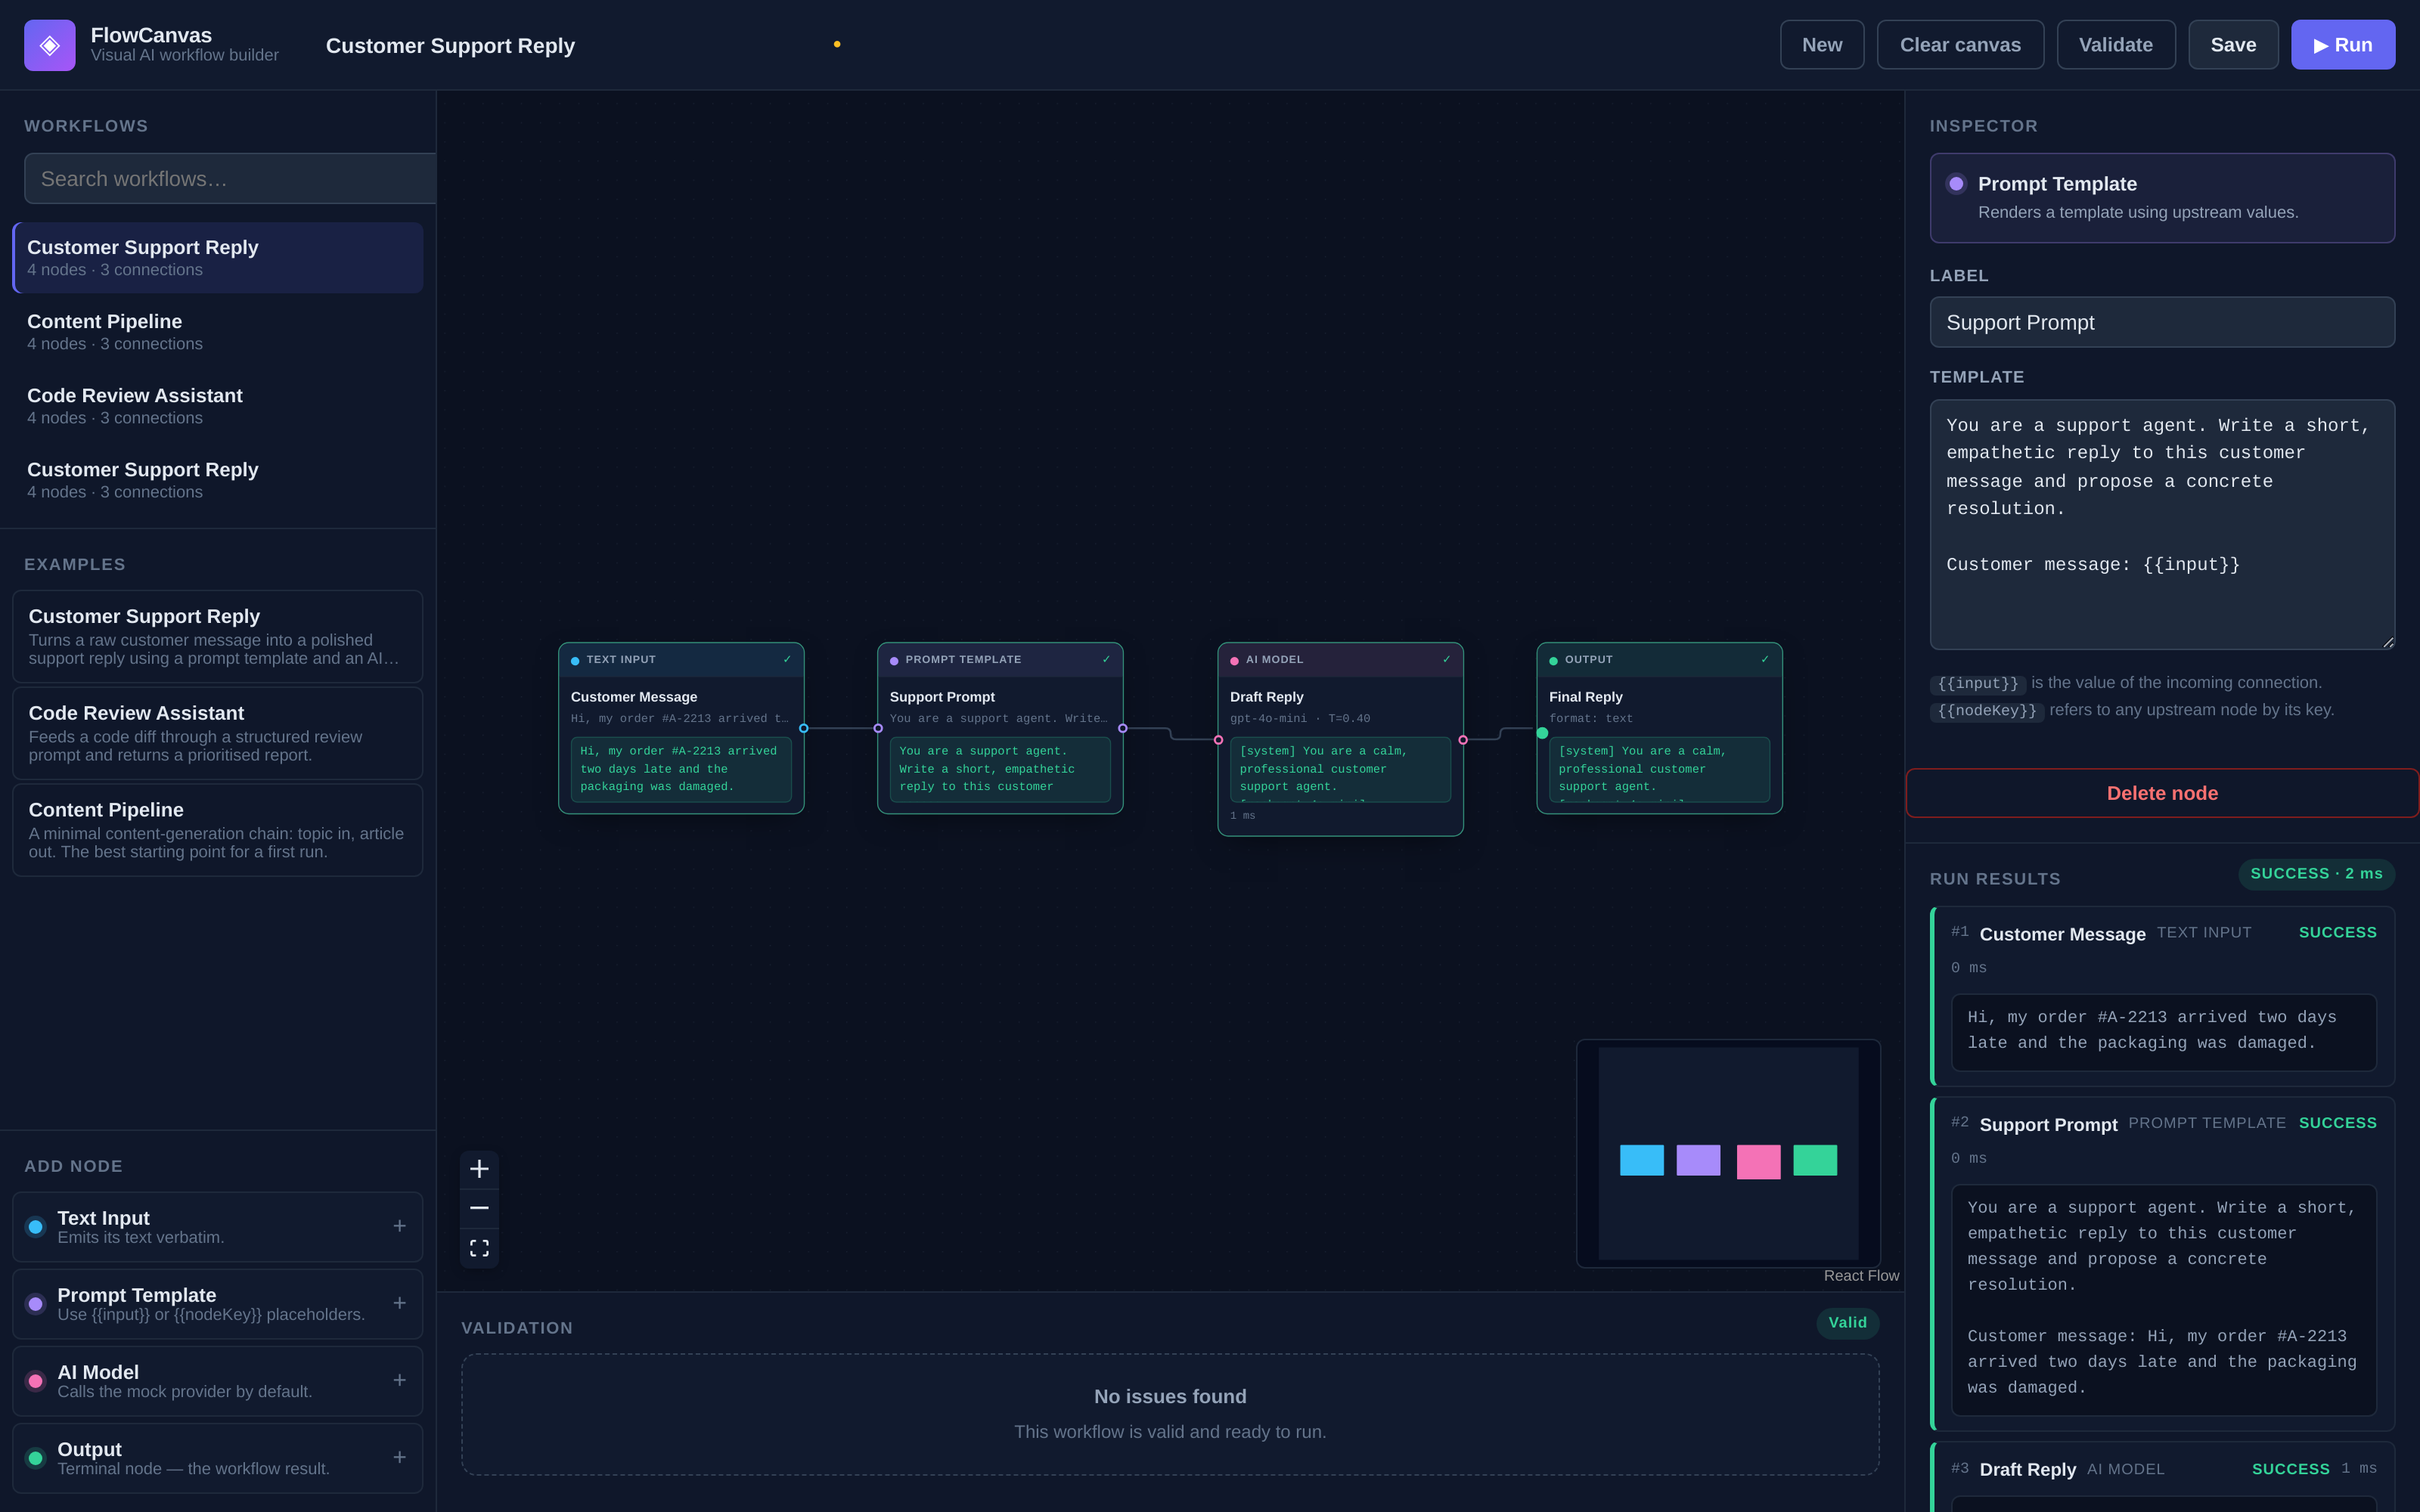 FlowCanvas
Visual AI workflow builder
Customer Support Reply
New
Clear canvas
Validate
Save
▶ Run
WORKFLOWS
Search workflows…
Customer Support Reply
4 nodes · 3 connections
Content Pipeline
4 nodes · 3 connections
Code Review Assistant
4 nodes · 3 connections
Customer Support Reply
4 nodes · 3 connections
EXAMPLES
Customer Support Reply
Turns a raw customer message into a polished
support reply using a prompt template and an AI…
Code Review Assistant
Feeds a code diff through a structured review
prompt and returns a prioritised report.
Content Pipeline
A minimal content-generation chain: topic in, article
out. The best starting point for a first run.
ADD NODE
Text Input
Emits its text verbatim.
+
Prompt Template
Use {{input}} or {{nodeKey}} placeholders.
+
AI Model
Calls the mock provider by default.
+
Output
Terminal node — the workflow result.
+
TEXT INPUT ✓
Customer Message
Hi, my order #A-2213 arrived t…
Hi, my order #A-2213 arrived
two days late and the
packaging was damaged.
PROMPT TEMPLATE ✓
Support Prompt
You are a support agent. Write…
You are a support agent.
Write a short, empathetic
reply to this customer
AI MODEL ✓
Draft Reply
gpt-4o-mini · T=0.40
[system] You are a calm,
professional customer
support agent.
1 ms
OUTPUT ✓
Final Reply
format: text
[system] You are a calm,
professional customer
support agent.
React Flow
VALIDATION
Valid
No issues found
This workflow is valid and ready to run.
INSPECTOR
Prompt Template
Renders a template using upstream values.
LABEL
Support Prompt
TEMPLATE
You are a support agent. Write a short,
empathetic reply to this customer
message and propose a concrete
resolution.
Customer message: {{input}}
{{input}} is the value of the incoming connection.
{{nodeKey}} refers to any upstream node by its key.
Delete node
RUN RESULTS
SUCCESS · 2 ms
#1 Customer Message TEXT INPUT SUCCESS
0 ms
Hi, my order #A-2213 arrived two days
late and the packaging was damaged.
#2 Support Prompt PROMPT TEMPLATE SUCCESS
0 ms
You are a support agent. Write a short,
empathetic reply to this customer
message and propose a concrete
resolution.
Customer message: Hi, my order #A-2213
arrived two days late and the packaging
was damaged.
#3 Draft Reply AI MODEL SUCCESS 1 ms